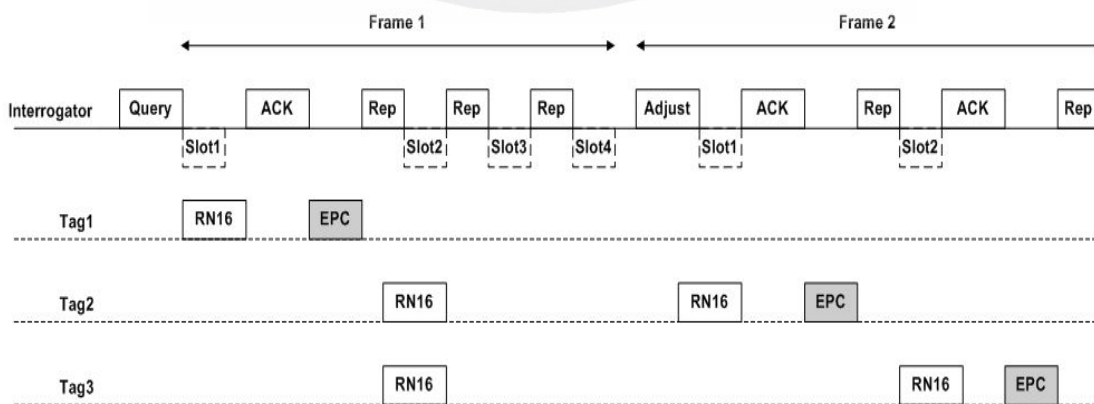 Frame 1 Frame 2
Interrogator Query ACK Rep Rep Rep Adjust ACK Rep ACK Rep
Slot1 Slot2 Slot3 Slot4 Slot1 Slot2
Tag1 RN16 EPC
Tag2 RN16 RN16 EPC
Tag3 RN16 RN16 EPC